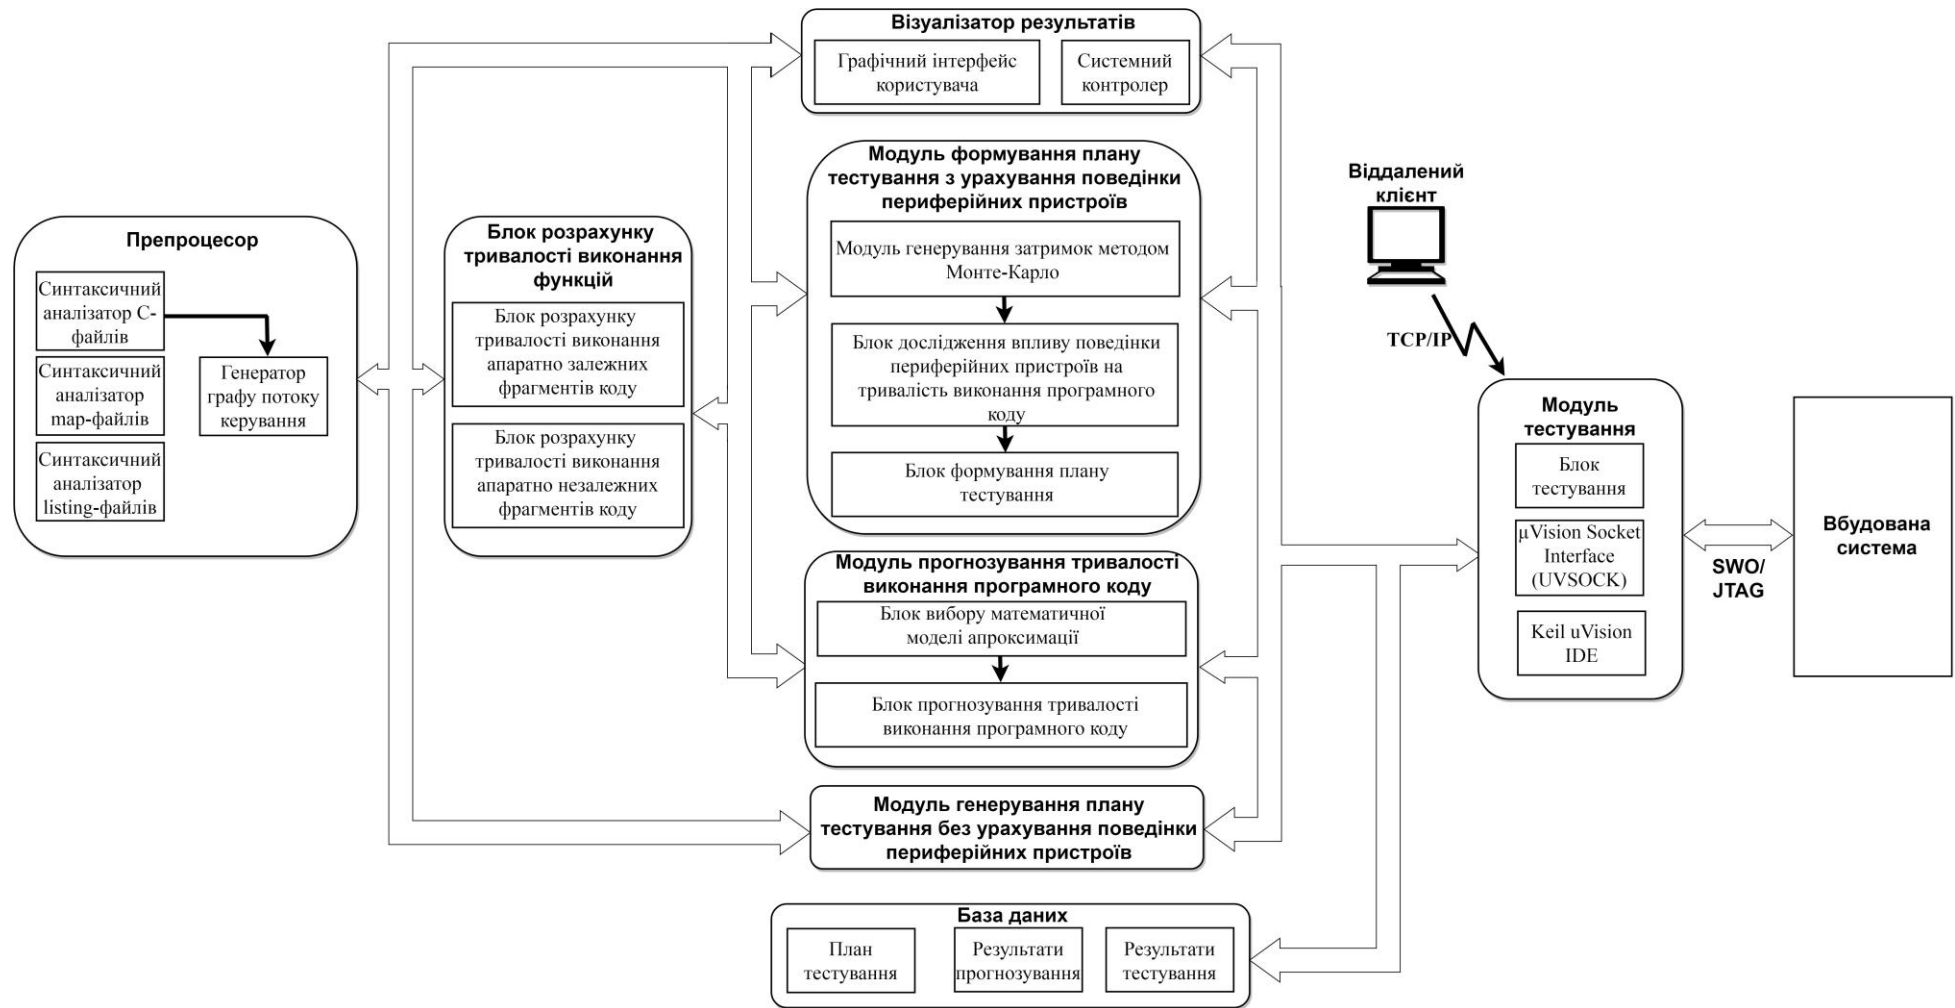 Візуалізатор результатів
Графічний інтерфейс
користувача
Системний
контролер
Модуль формування плану
тестування з урахування поведінки
периферійних пристроїв
Модуль генерування затримок методом
Монте-Карло
Блок дослідження впливу поведінки
периферійних пристроїв на
тривалість виконання програмного
коду
Блок формування плану
тестування
Віддалений
клієнт
TCP/IP
Препроцесор
Синтаксичний
аналізатор С-
файлів
Синтаксичний
аналізатор
map-файлів
Синтаксичний
аналізатор
listing-файлів
Генератор
графу потоку
керування
Блок розрахунку
тривалості виконання
функцій
Блок розрахунку
тривалості виконання
апаратно залежних
фрагментів коду
Блок розрахунку
тривалості виконання
апаратно незалежних
фрагментів коду
Модуль прогнозування тривалості
виконання програмного коду
Блок вибору математичної
моделі апроксимації
Блок прогнозування тривалості
виконання програмного коду
Модуль
тестування
Блок
тестування
µVision Socket
Interface
(UVSOCK)
Keil uVision
IDE
SWO/
JTAG
Вбудована
система
Модуль генерування плану
тестування без урахування поведінки
периферійних пристроїв
База даних
План
тестування
Результати
прогнозування
Результати
тестування